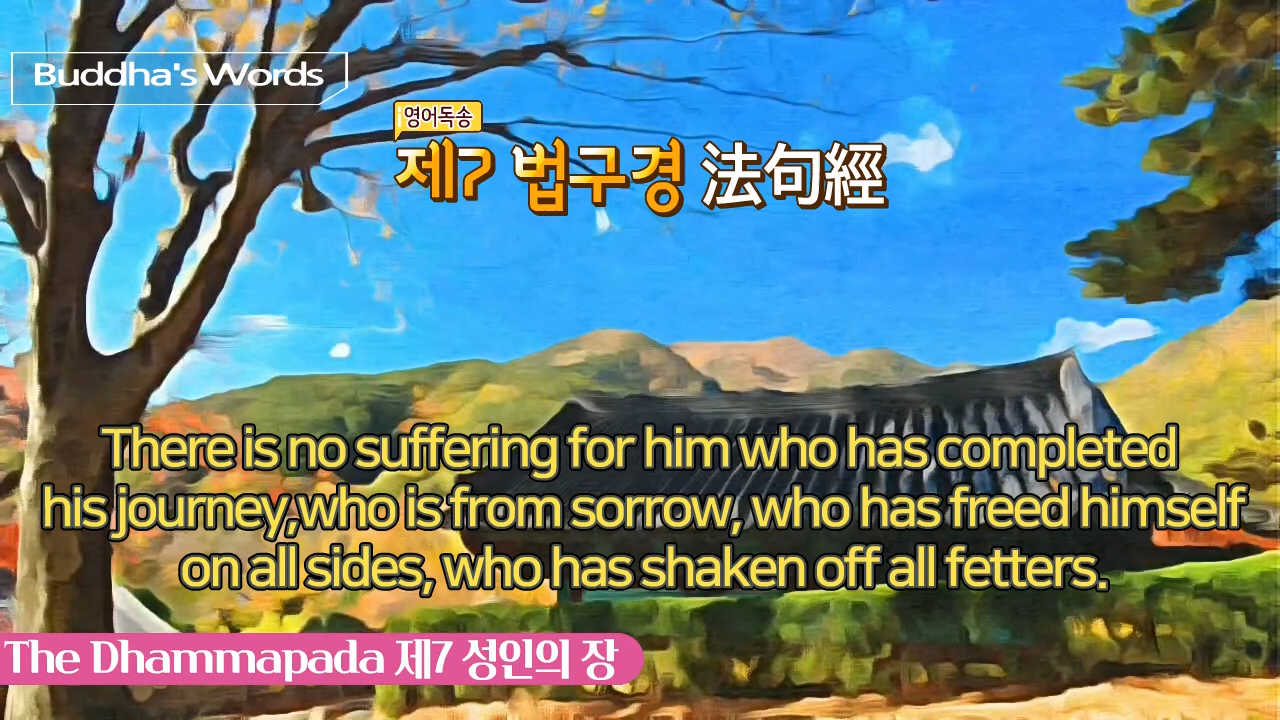 Buddha's Words
영어독송
제7 법구경 法句經
There is no suffering for him who has completed
his journey,who is from sorrow, who has freed himself
on all sides, who has shaken off all fetters.
The Dhammapada 제7 성인의 장